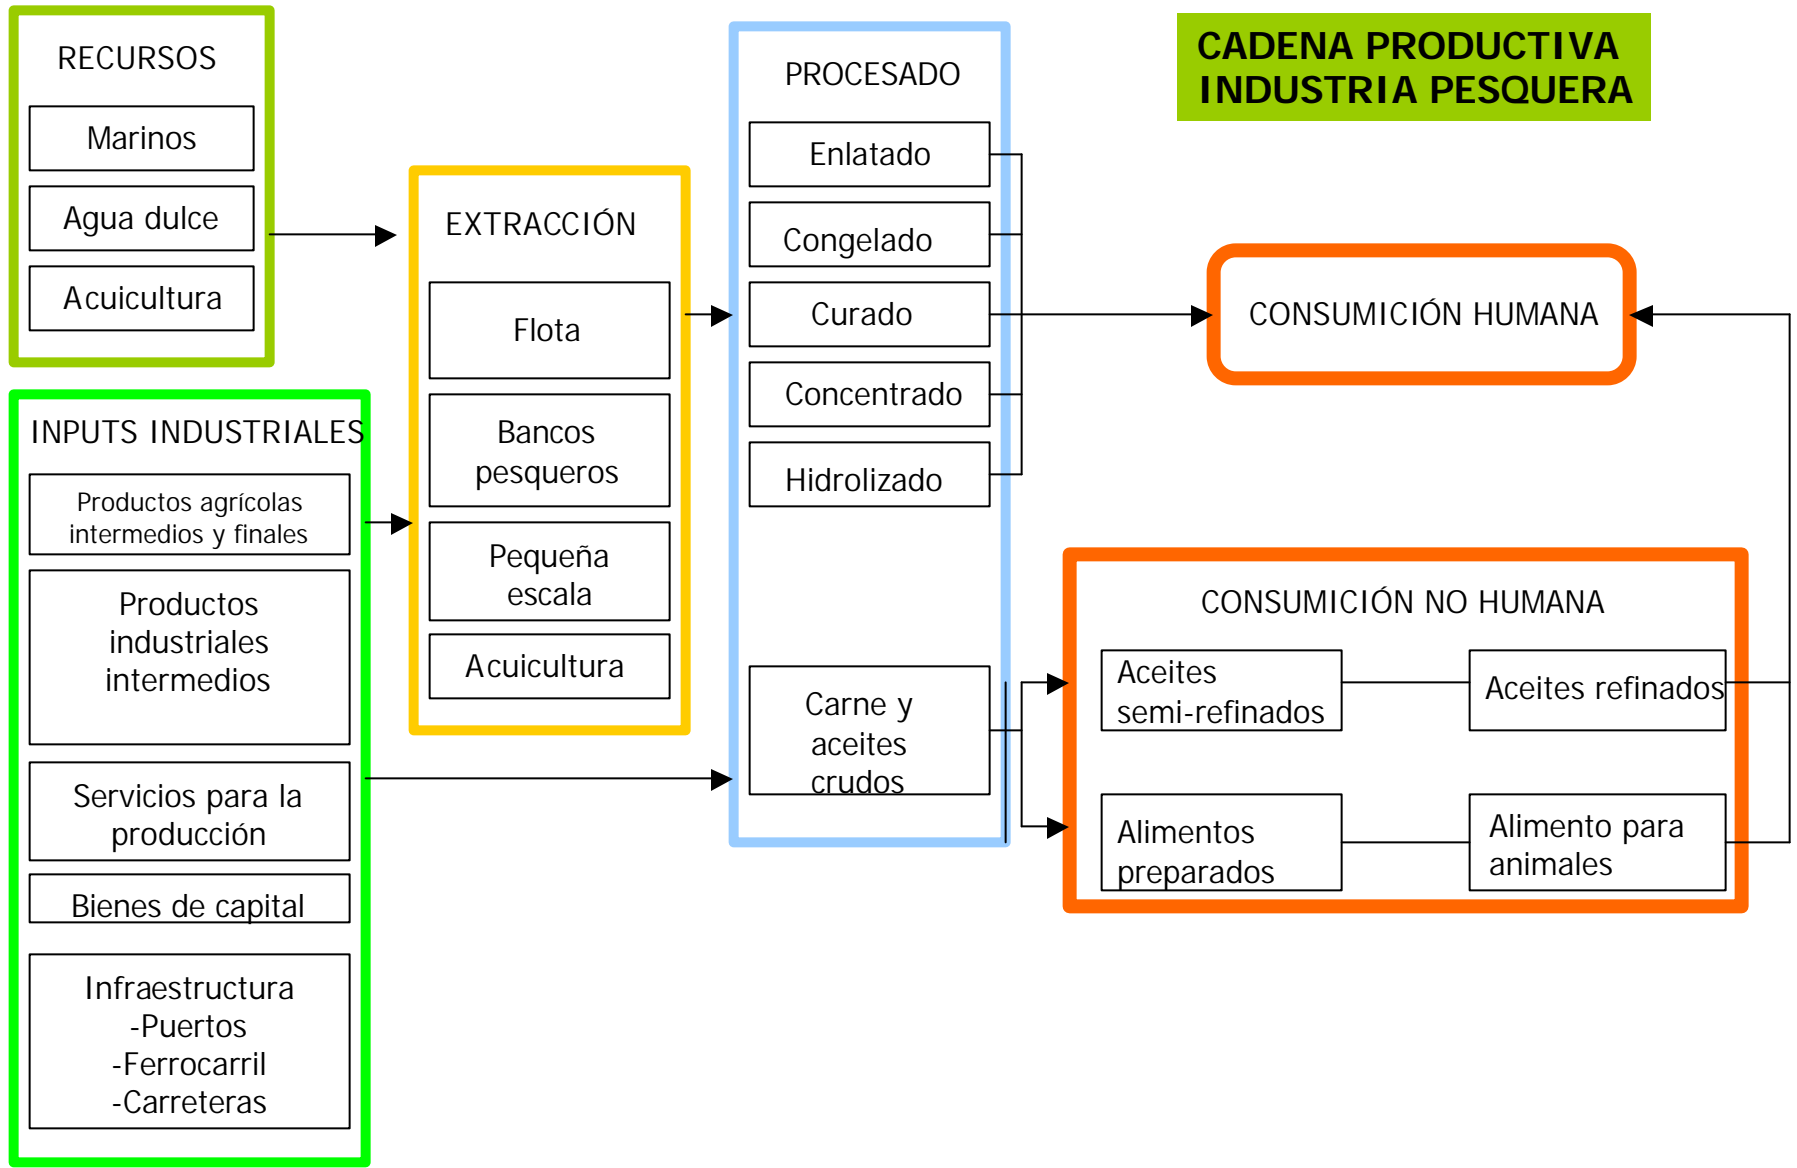 CADENA PRODUCTIVA
INDUSTRIA PESQUERA
RECURSOS
Marinos
Agua dulce
Acuicultura
INPUTS INDUSTRIALES
Productos agrícolas
intermedios y finales
Productos
industriales
intermedios
Servicios para la
producción
Bienes de capital
Infraestructura
-Puertos
-Ferrocarril
-Carreteras
EXTRACCIÓN
Flota
Bancos
pesqueros
Pequeña
escala
Acuicultura
PROCESADO
Enlatado
Congelado
Curado
Concentrado
Hidrolizado
Carne y
aceites
crudos
CONSUMICIÓN HUMANA
CONSUMICIÓN NO HUMANA
Aceites
semi-refinados
Aceites refinados
Alimentos
preparados
Alimento para
animales